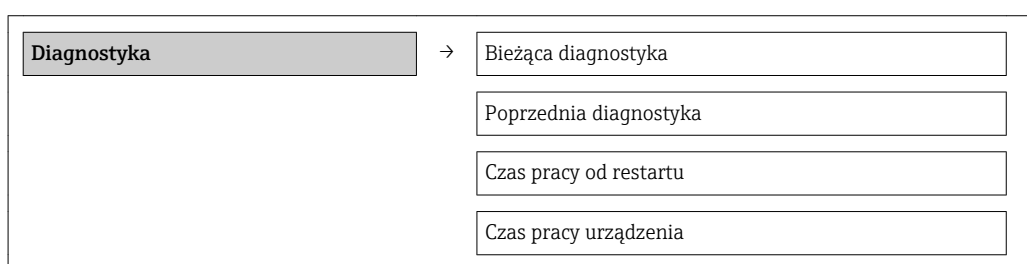 Diagnostyka → Bieżąca diagnostyka
Poprzednia diagnostyka
Czas pracy od restartu
Czas pracy urządzenia